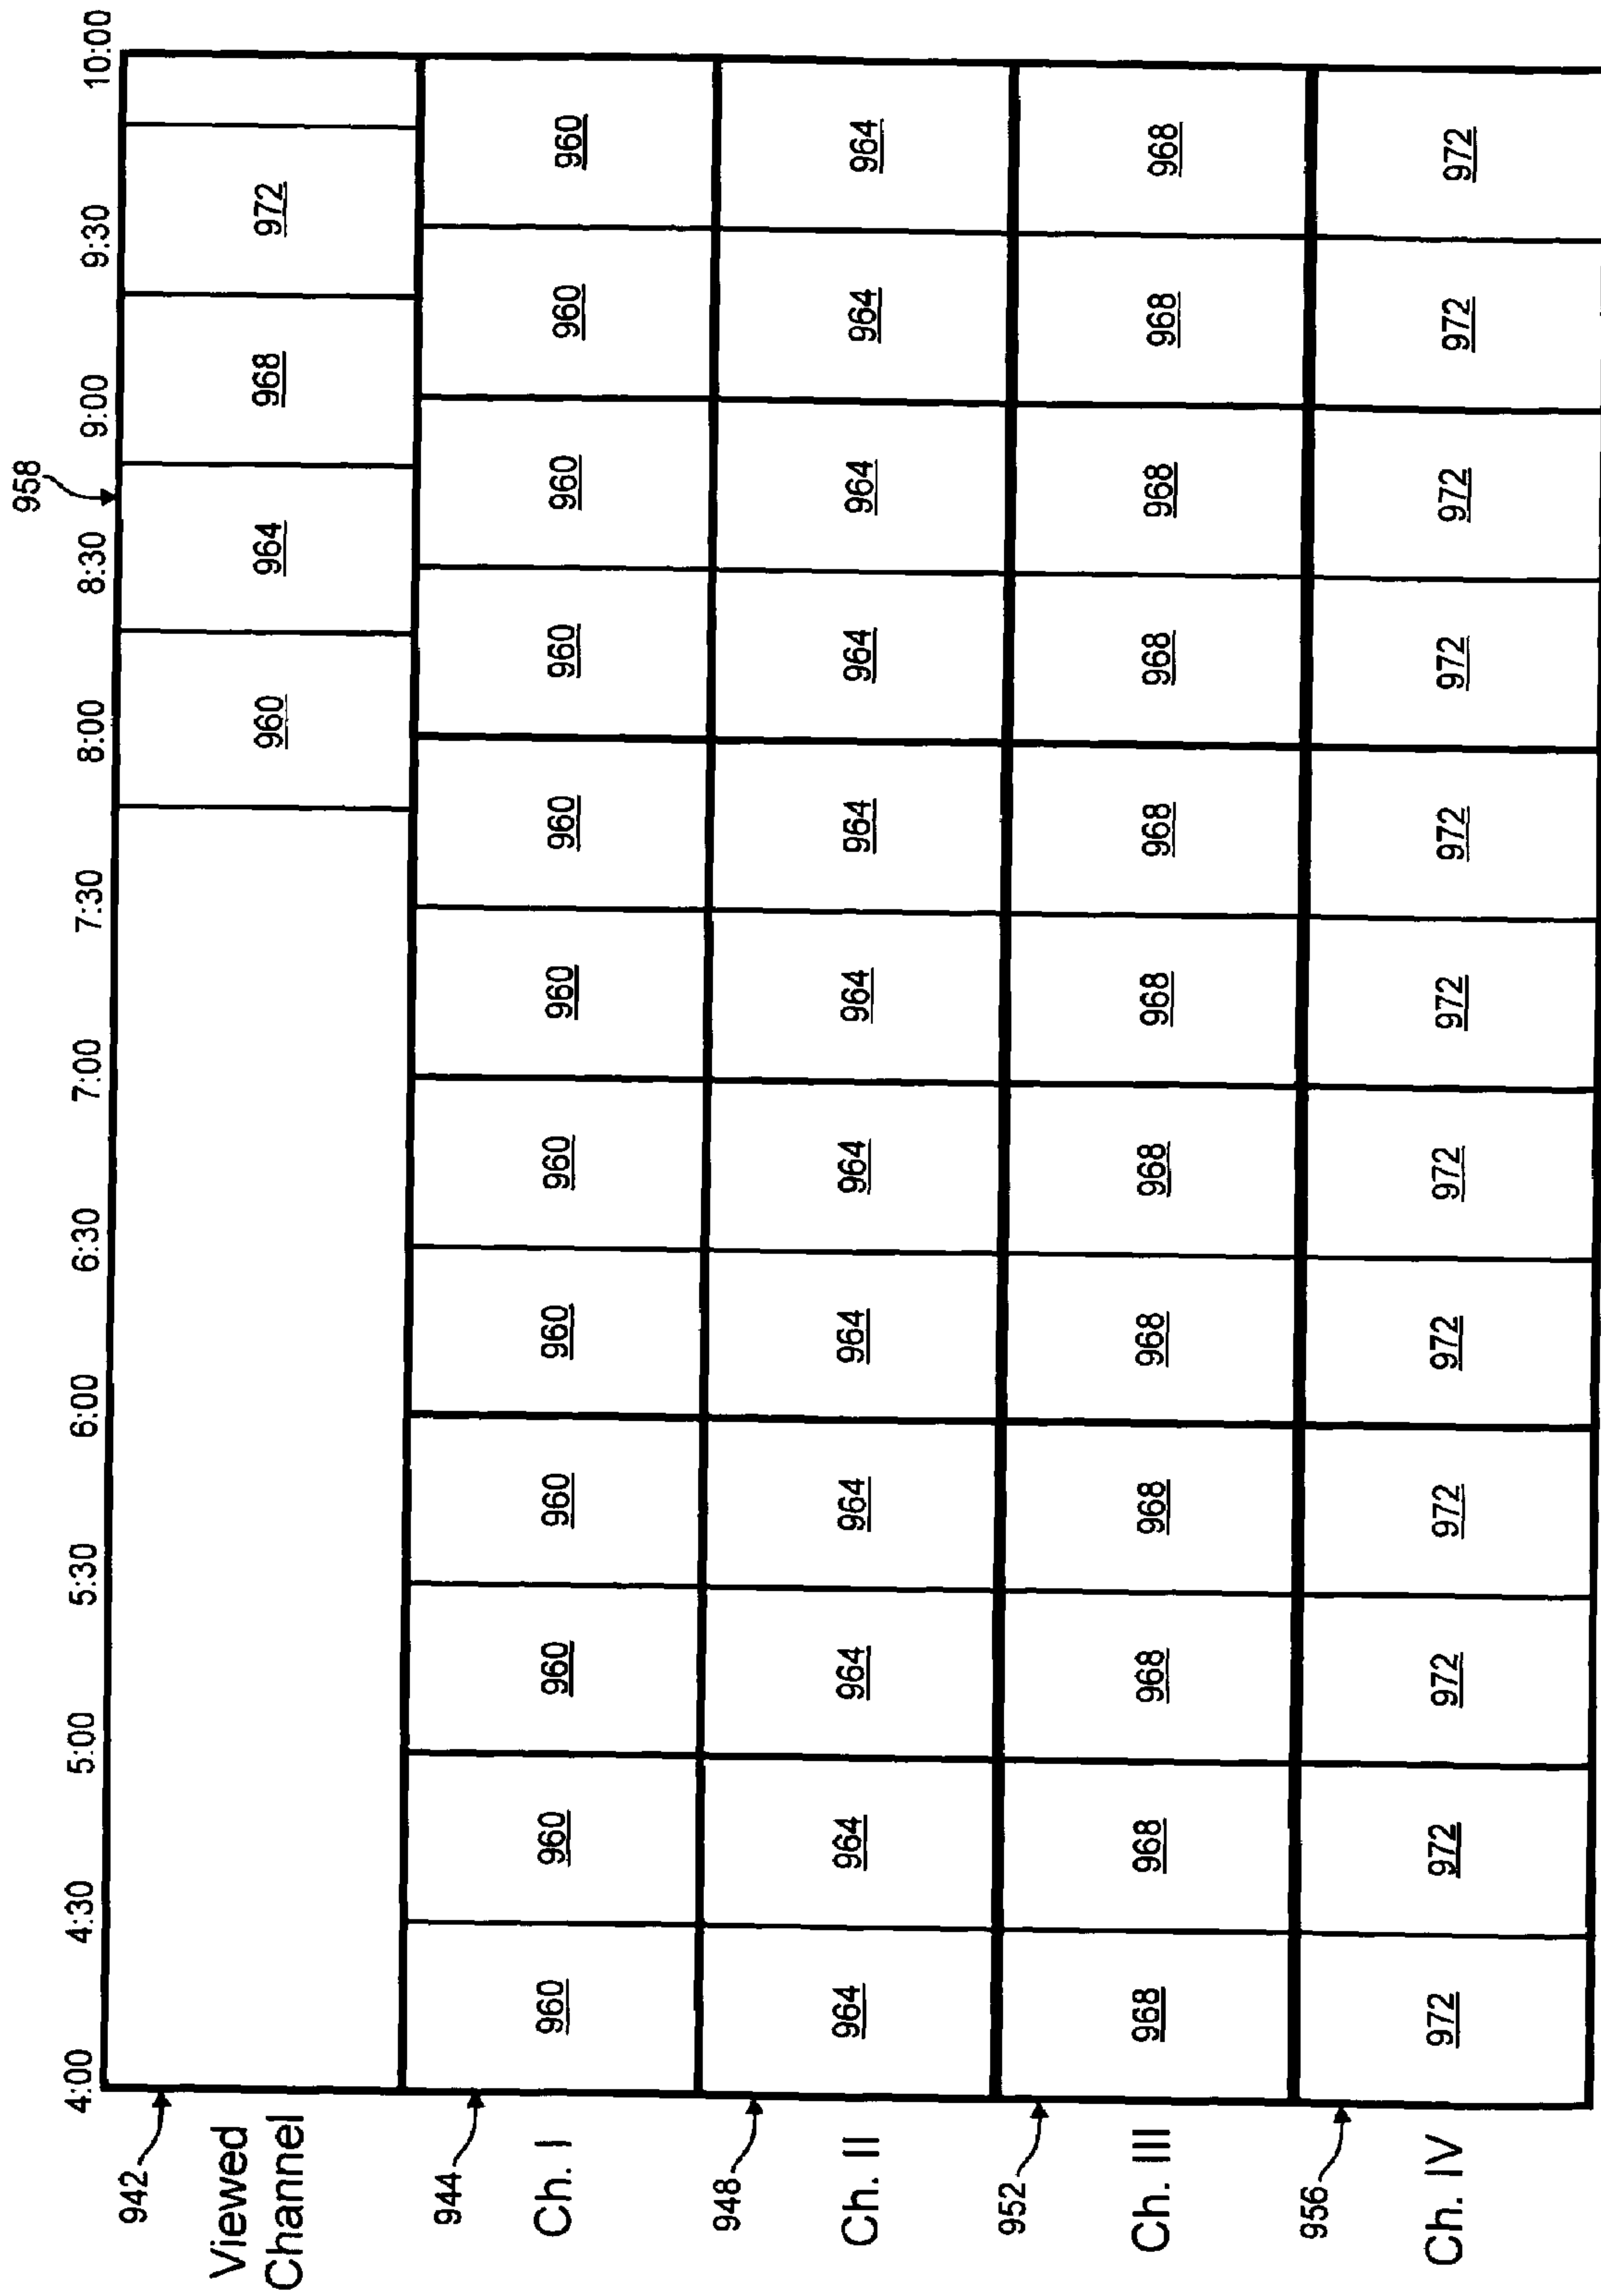 958
4:00 4:30 5:00 5:30 6:00 6:30 7:00 7:30 8:00 8:30 9:00 9:30 10:00
942
Viewed
Channel
960 964 968 972
944
Ch. I
960 960 960 960 960 960 960 960 960 960 960 960
948
Ch. II
964 964 964 964 964 964 964 964 964 964 964 964
952
Ch. III
968 968 968 968 968 968 968 968 968 968 968 968
956
Ch. IV
972 972 972 972 972 972 972 972 972 972 972 972